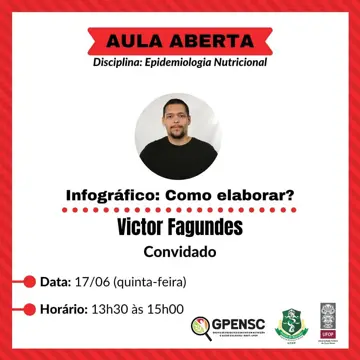 AULA ABERTA
Disciplina: Epidemiologia Nutricional
Infográfico: Como elaborar?
Victor Fagundes
Convidado
Data: 17/06 (quinta-feira)
Horário: 13h30 às 15h00
GPENSC
UFOP